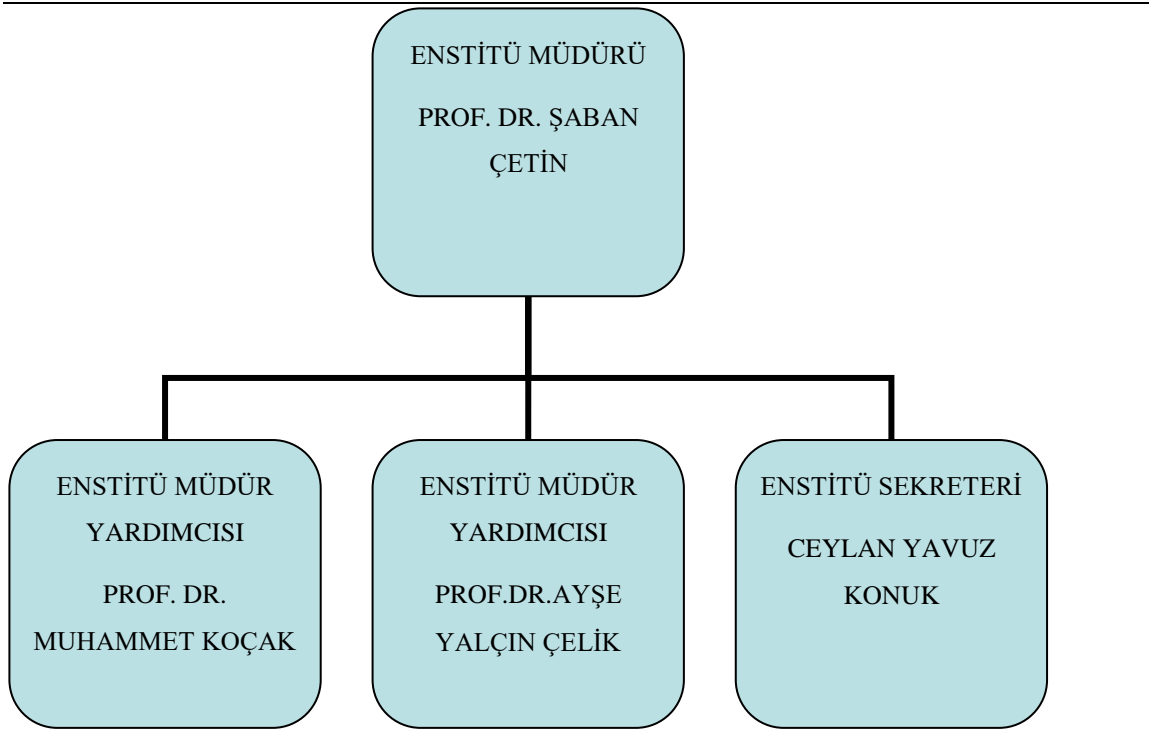 ENSTİTÜ MÜDÜRÜ
PROF. DR. ŞABAN
ÇETİN
ENSTİTÜ MÜDÜR
YARDIMCISI
PROF. DR.
MUHAMMET KOÇAK
ENSTİTÜ MÜDÜR
YARDIMCISI
PROF.DR.AYŞE
YALÇIN ÇELİK
ENSTİTÜ SEKRETERİ
CEYLAN YAVUZ
KONUK